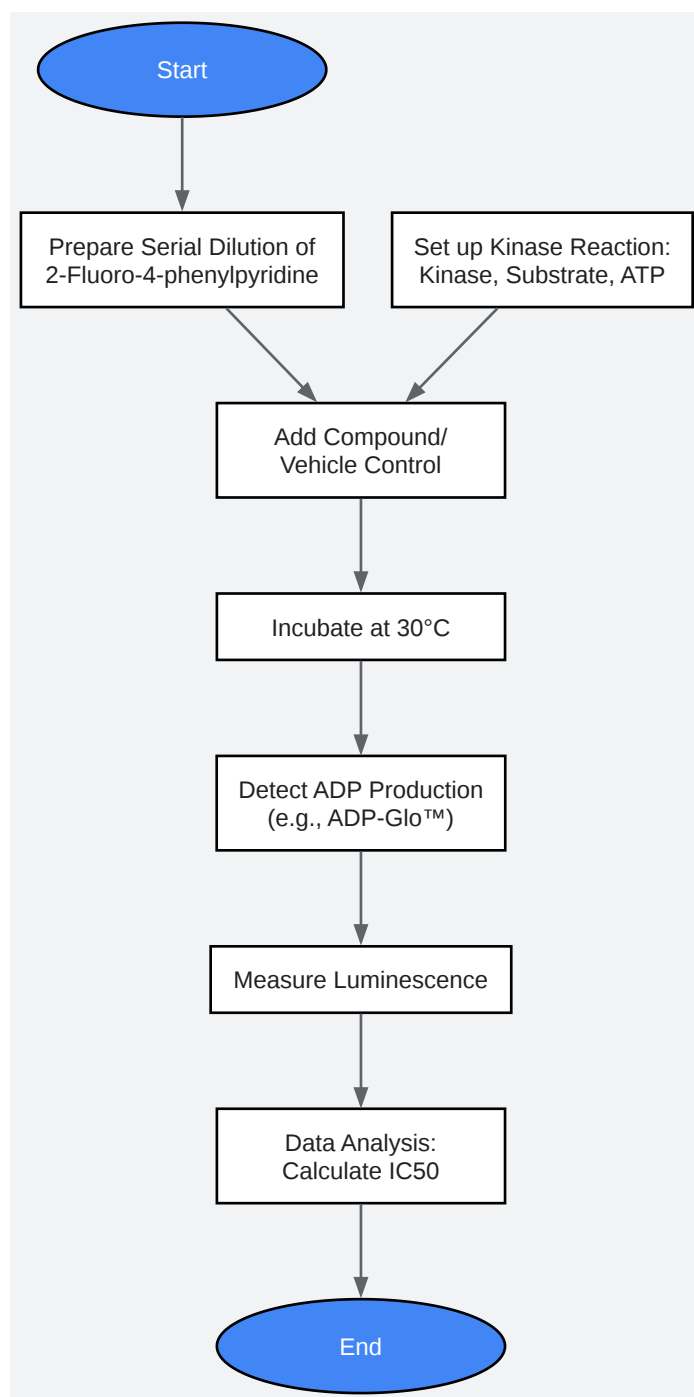 Start
Prepare Serial Dilution of
2-Fluoro-4-phenylpyridine
Set up Kinase Reaction:
Kinase, Substrate, ATP
Add Compound/
Vehicle Control
Incubate at 30°C
Detect ADP Production
(e.g., ADP-Glo™)
Measure Luminescence
Data Analysis:
Calculate IC50
End